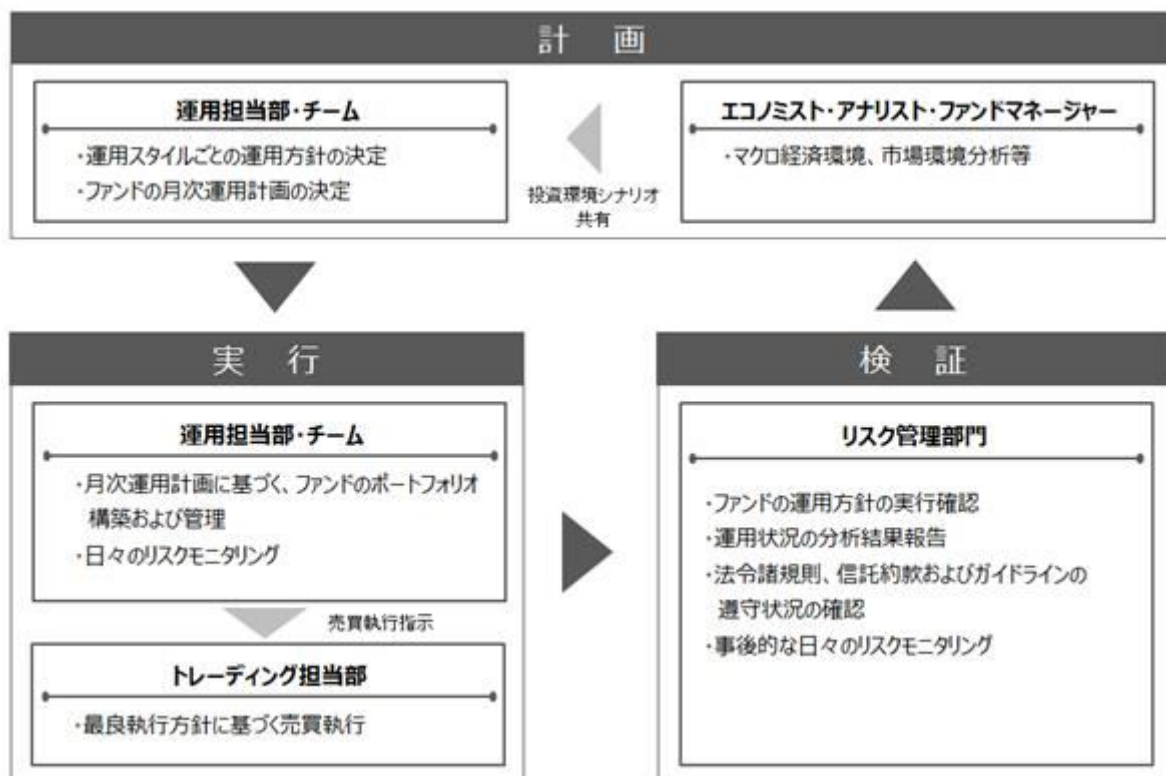 計 画
運用担当部・チーム
・運用スタイルごとの運用方針の決定
・ファンドの月次運用計画の決定
投資環境シナリオ
共有
エコノミスト・アナリスト・ファンドマネージャー
・マクロ経済環境、市場環境分析等
実 行
運用担当部・チーム
・月次運用計画に基づく、ファンドのポートフォリオ
構築および管理
・日々のリスクモニタリング
売買執行指示
トレーディング担当部
・最良執行方針に基づく売買執行
検 証
リスク管理部門
・ファンドの運用方針の実行確認
・運用状況の分析結果報告
・法令諸規則、信託約款およびガイドラインの
遵守状況の確認
・事後的な日々のリスクモニタリング